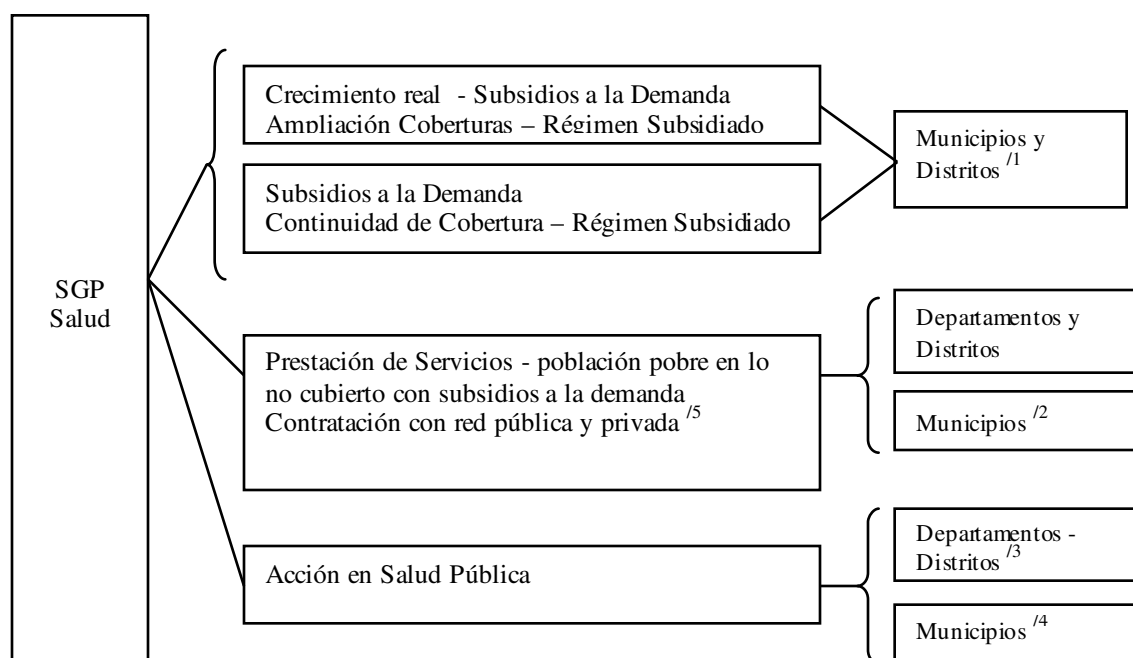 SGP
Salud
Crecimiento real - Subsidios a la Demanda
Ampliación Coberturas – Régimen Subsidiado
Subsidios a la Demanda
Continuidad de Cobertura – Régimen Subsidiado
Municipios y
Distritos /1
Prestación de Servicios - población pobre en lo
no cubierto con subsidios a la demanda
Contratación con red pública y privada /5
Departamentos y
Distritos
Municipios /2
Acción en Salud Pública
Departamentos -
Distritos /3
Municipios /4